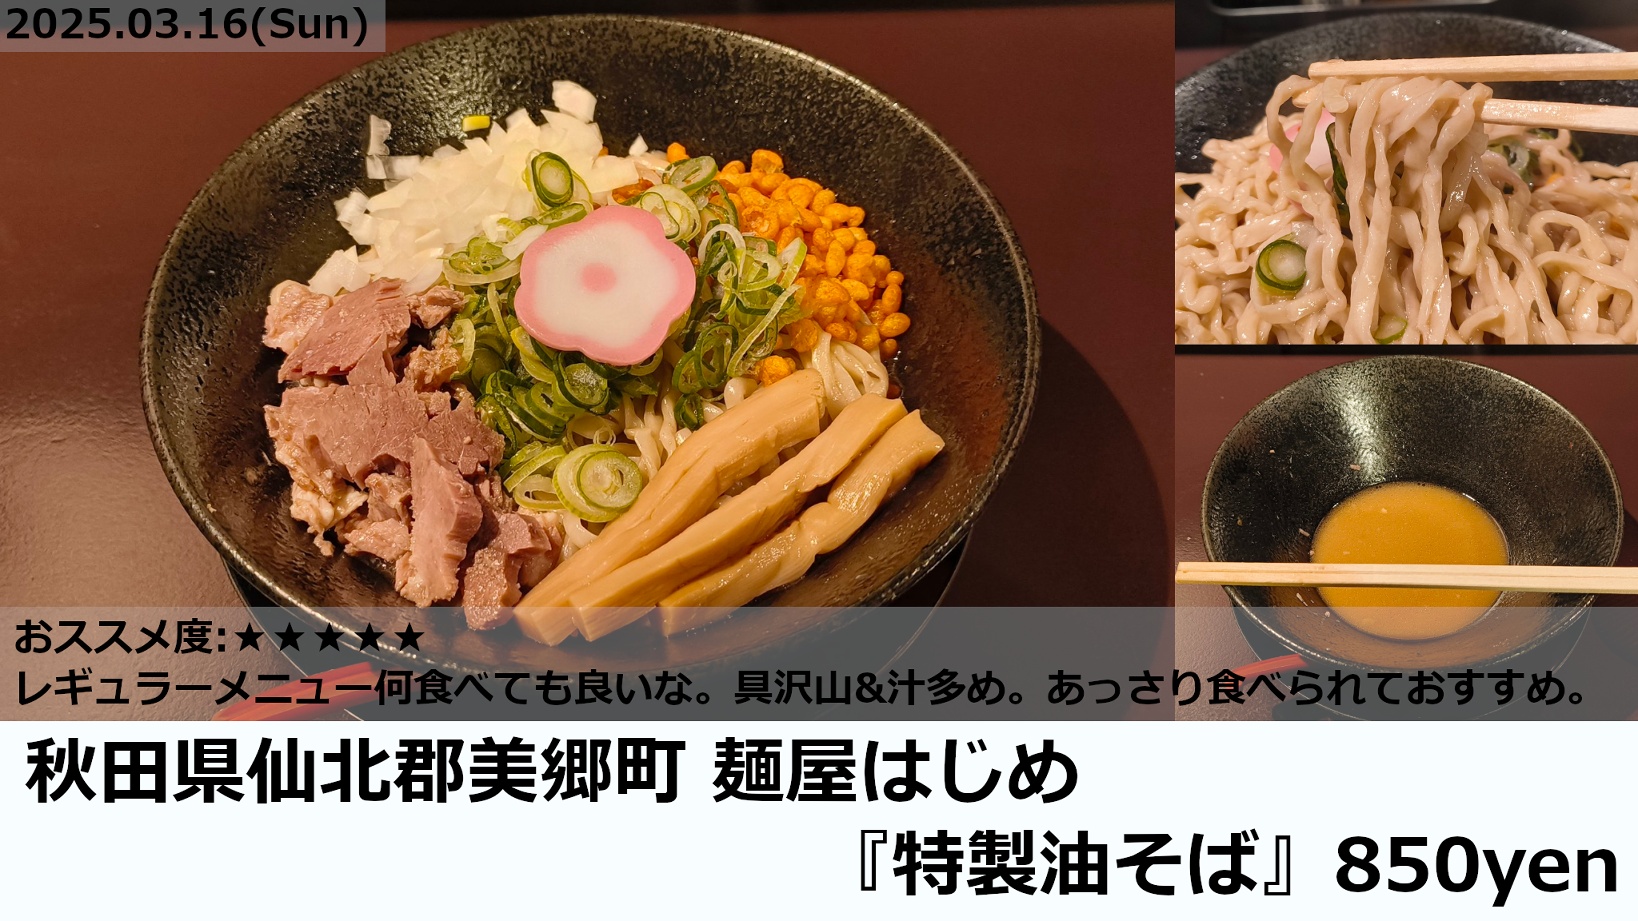 2025.03.16(Sun)
おススメ度:★★★★★
レギュラーメニュー何食べても良いな。具沢山&汁多め。あっさり食べられておすすめ。
秋田県仙北郡美郷町 麺屋はじめ
『特製油そば』850yen